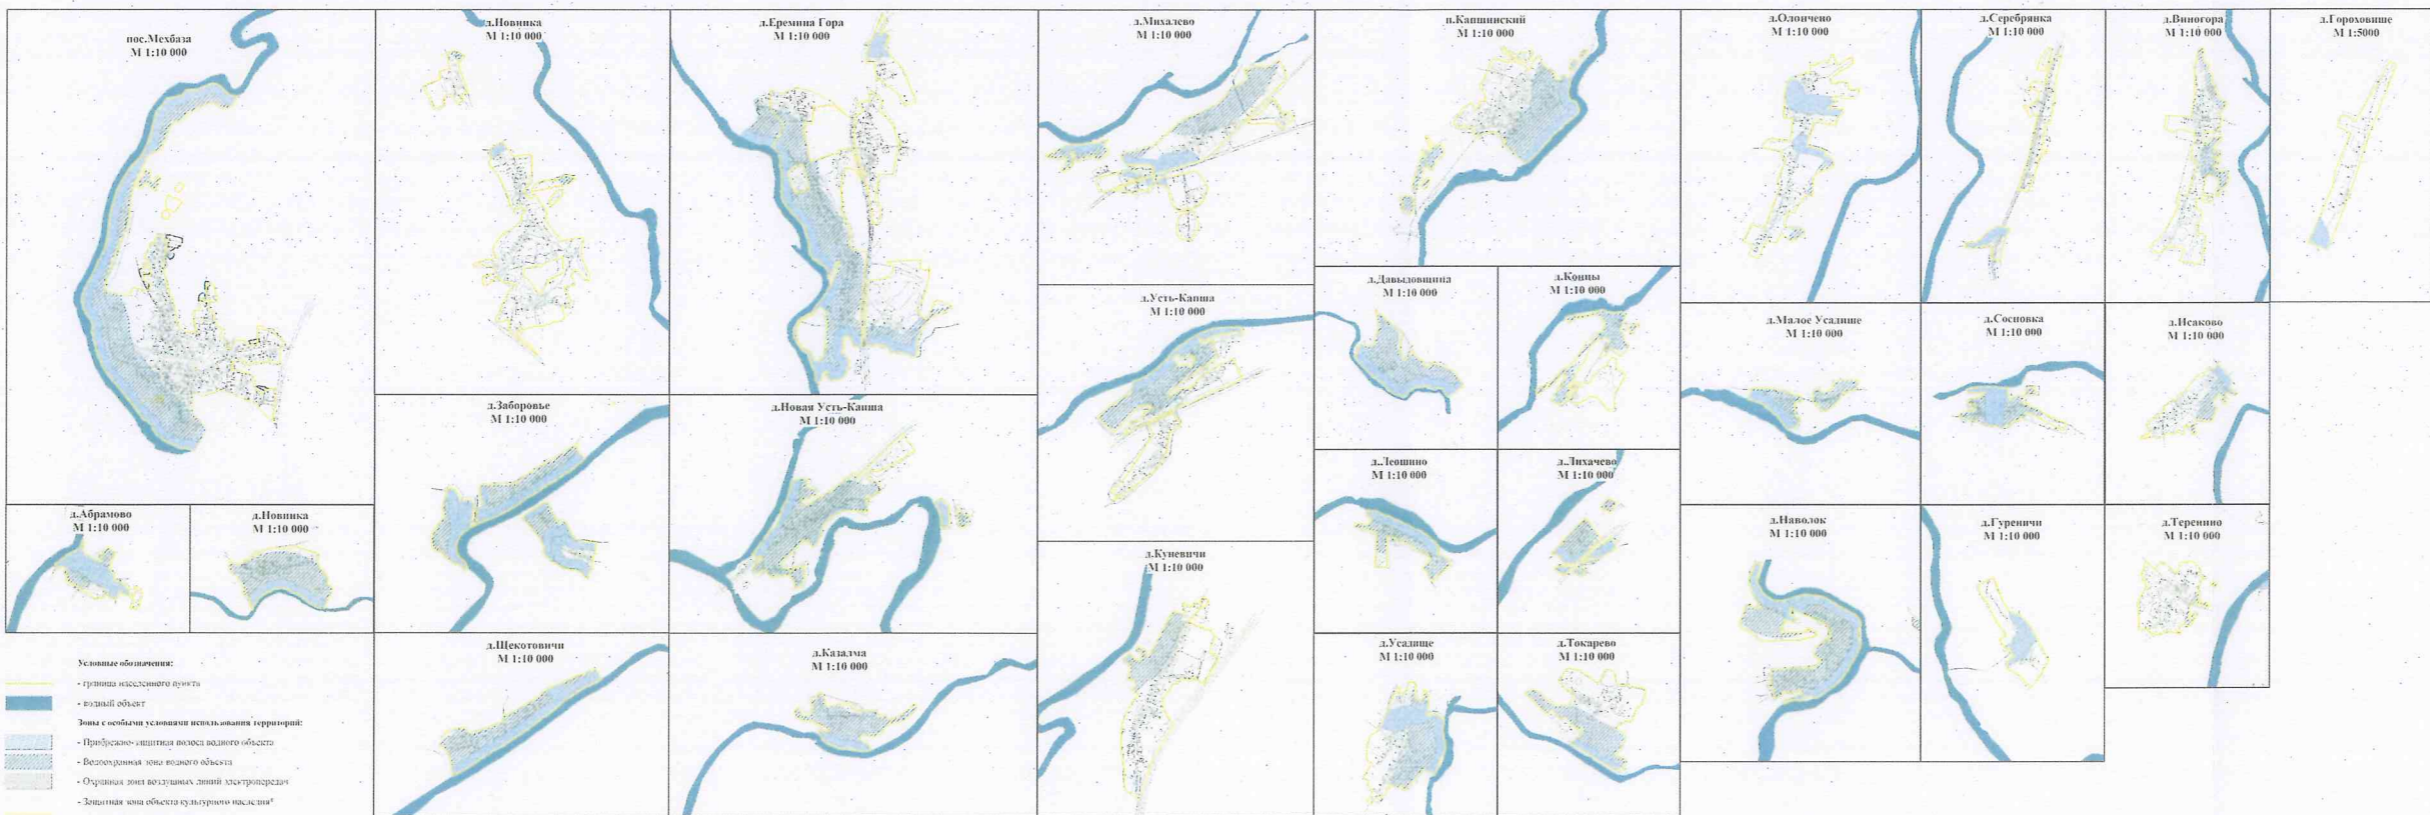 пос.Мехбаза
М 1:10 000
д.Новинка
М 1:10 000
д.Еремина Гора
М 1:10 000
д.Михалево
М 1:10 000
п.Капшинский
М 1:10 000
д.Олончено
М 1:10 000
д.Серебрянка
М 1:10 000
д.Виногора
М 1:10 000
д.Гороховище
М 1:5000
д.Усть-Капша
М 1:10 000
д.Давыдовщина
М 1:10 000
д.Концы
М 1:10 000
д.Малое Усадище
М 1:10 000
д.Сосновка
М 1:10 000
д.Исаково
М 1:10 000
д.Заборовье
М 1:10 000
д.Новая Усть-Капша
М 1:10 000
д.Леошино
М 1:10 000
д.Лихачево
М 1:10 000
д.Абрамово
М 1:10 000
д.Новинка
М 1:10 000
д.Куневичи
М 1:10 000
д.Наволок
М 1:10 000
д.Гуреничи
М 1:10 000
д.Теренино
М 1:10 000
д.Щекотовичи
М 1:10 000
д.Казалма
М 1:10 000
д.Усадище
М 1:10 000
д.Токарево
М 1:10 000
Условные обозначения:
- граница населенного пункта
- водный объект
Зоны с особыми условиями использования территорий:
- Прибрежно-защитная полоса водного объекта
- Водоохранная зона водного объекта
- Охранная зона воздушных линий электропередач
- Защитная зона объекта культурного наследия*